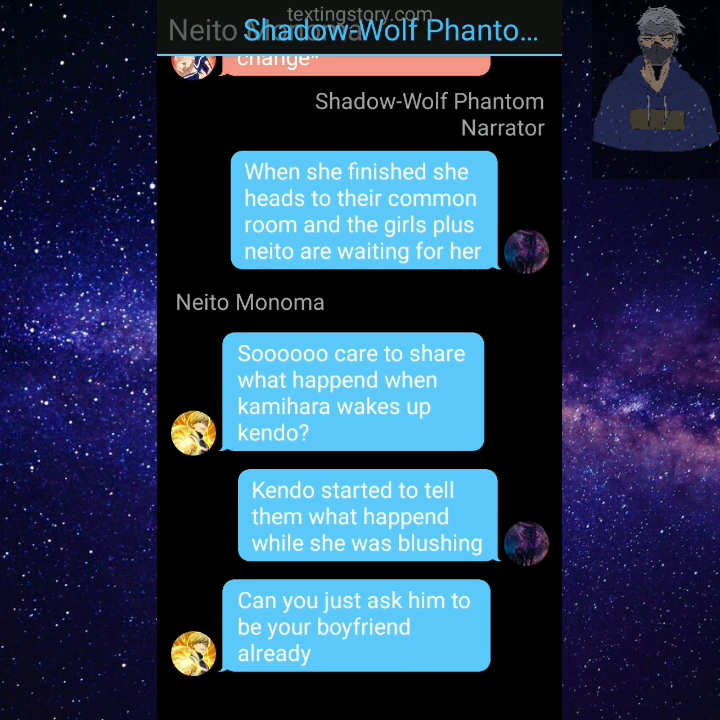 textingstory.com
Neito Monoma
Shadow-Wolf Phanto...
change*
Shadow-Wolf Phantom
Narrator
When she finished she
heads to their common
room and the girls plus
neito are waiting for her
Neito Monoma
Soooooo care to share
what happend when
kamihara wakes up
kendo?
Kendo started to tell
them what happend
while she was blushing
Can you just ask him to
be your boyfriend
already